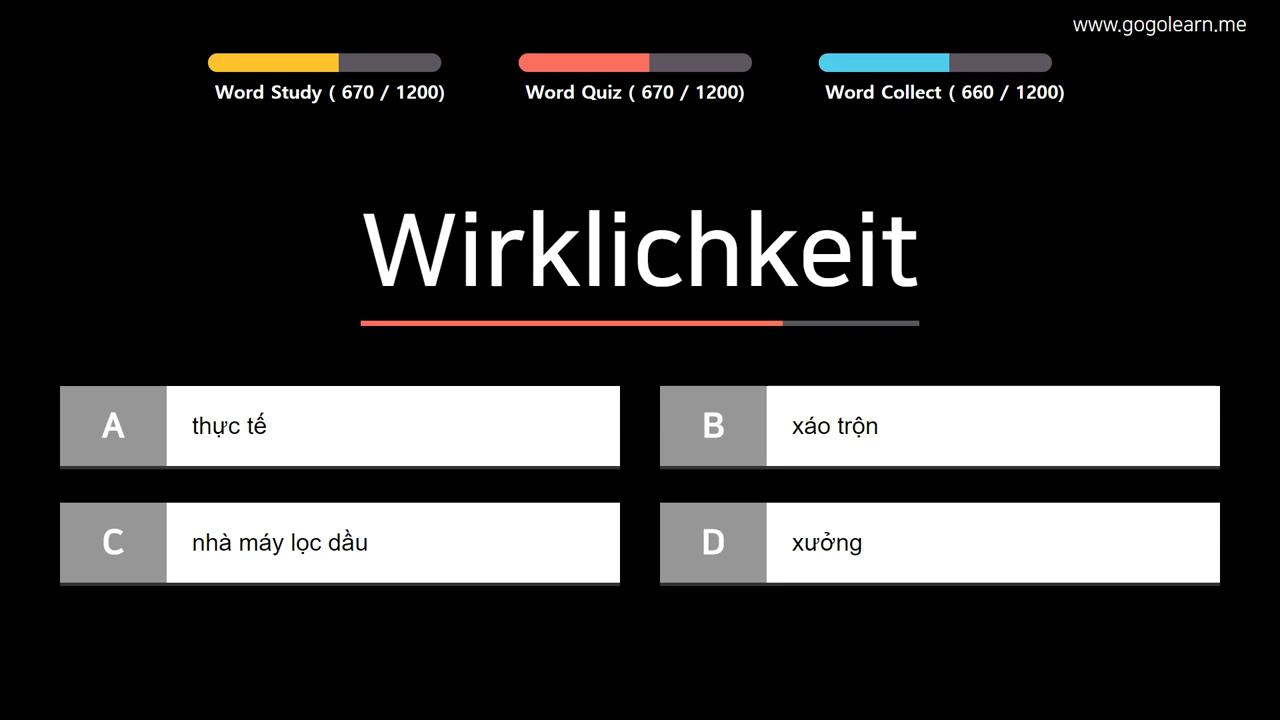 www.gogolearn.me
Word Study ( 670 / 1200)
Word Quiz ( 670 / 1200)
Word Collect ( 660 / 1200)
Wirklichkeit
A thực tế
B xáo trộn
C nhà máy lọc dầu
D xưởng